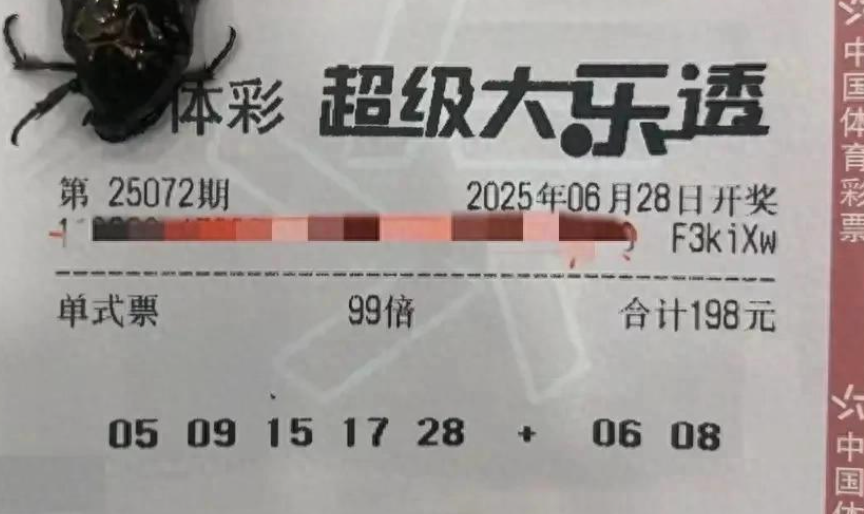 体彩 超级大乐透
第 25072期 2025年06月28日开奖
F3kiXw
单式票 99倍 合计198元
05 09 15 17 28 + 06 08
中国体育彩票
中国体